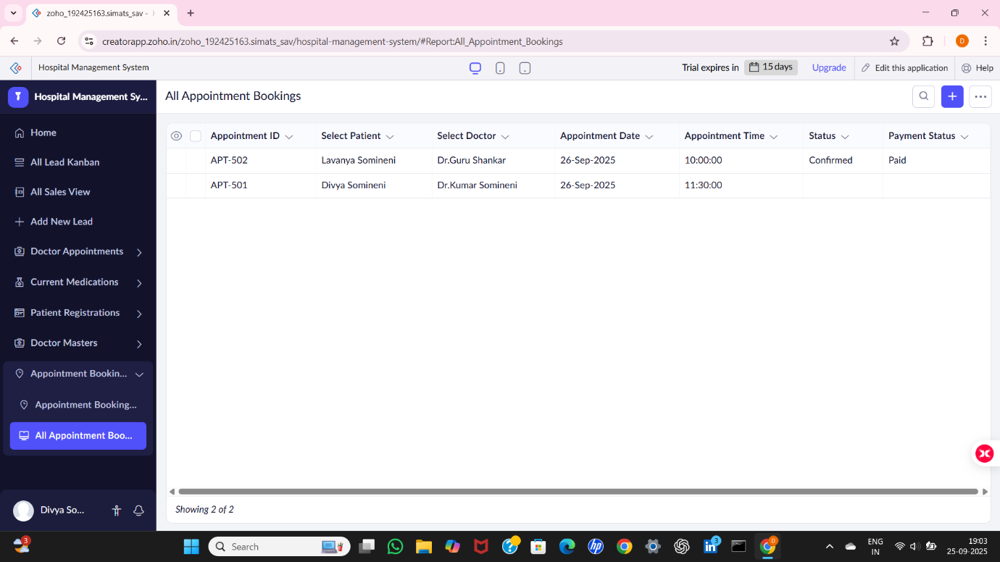 zoho_192425163.simats_sav -
creatorapp.zoho.in/zoho_192425163.simats_sav/hospital-management-system/#Report:All_Appointment_Bookings
D
Hospital Management System
Trial expires in
15 days
Upgrade
Edit this application
Help
Hospital Management Sy...
All Appointment Bookings
Home
All Lead Kanban
All Sales View
Add New Lead
Doctor Appointments
Current Medications
Patient Registrations
Doctor Masters
Appointment Bookin...
Appointment Booking...
All Appointment Boo...
Divya So...
Appointment ID Select Patient Select Doctor Appointment Date Appointment Time Status Payment Status
APT-502 Lavanya Somineni Dr.Guru Shankar 26-Sep-2025 10:00:00 Confirmed Paid
APT-501 Divya Somineni Dr.Kumar Somineni 26-Sep-2025 11:30:00
Showing 2 of 2
3
Search
3
D
ENG
IN
19:03
25-09-2025